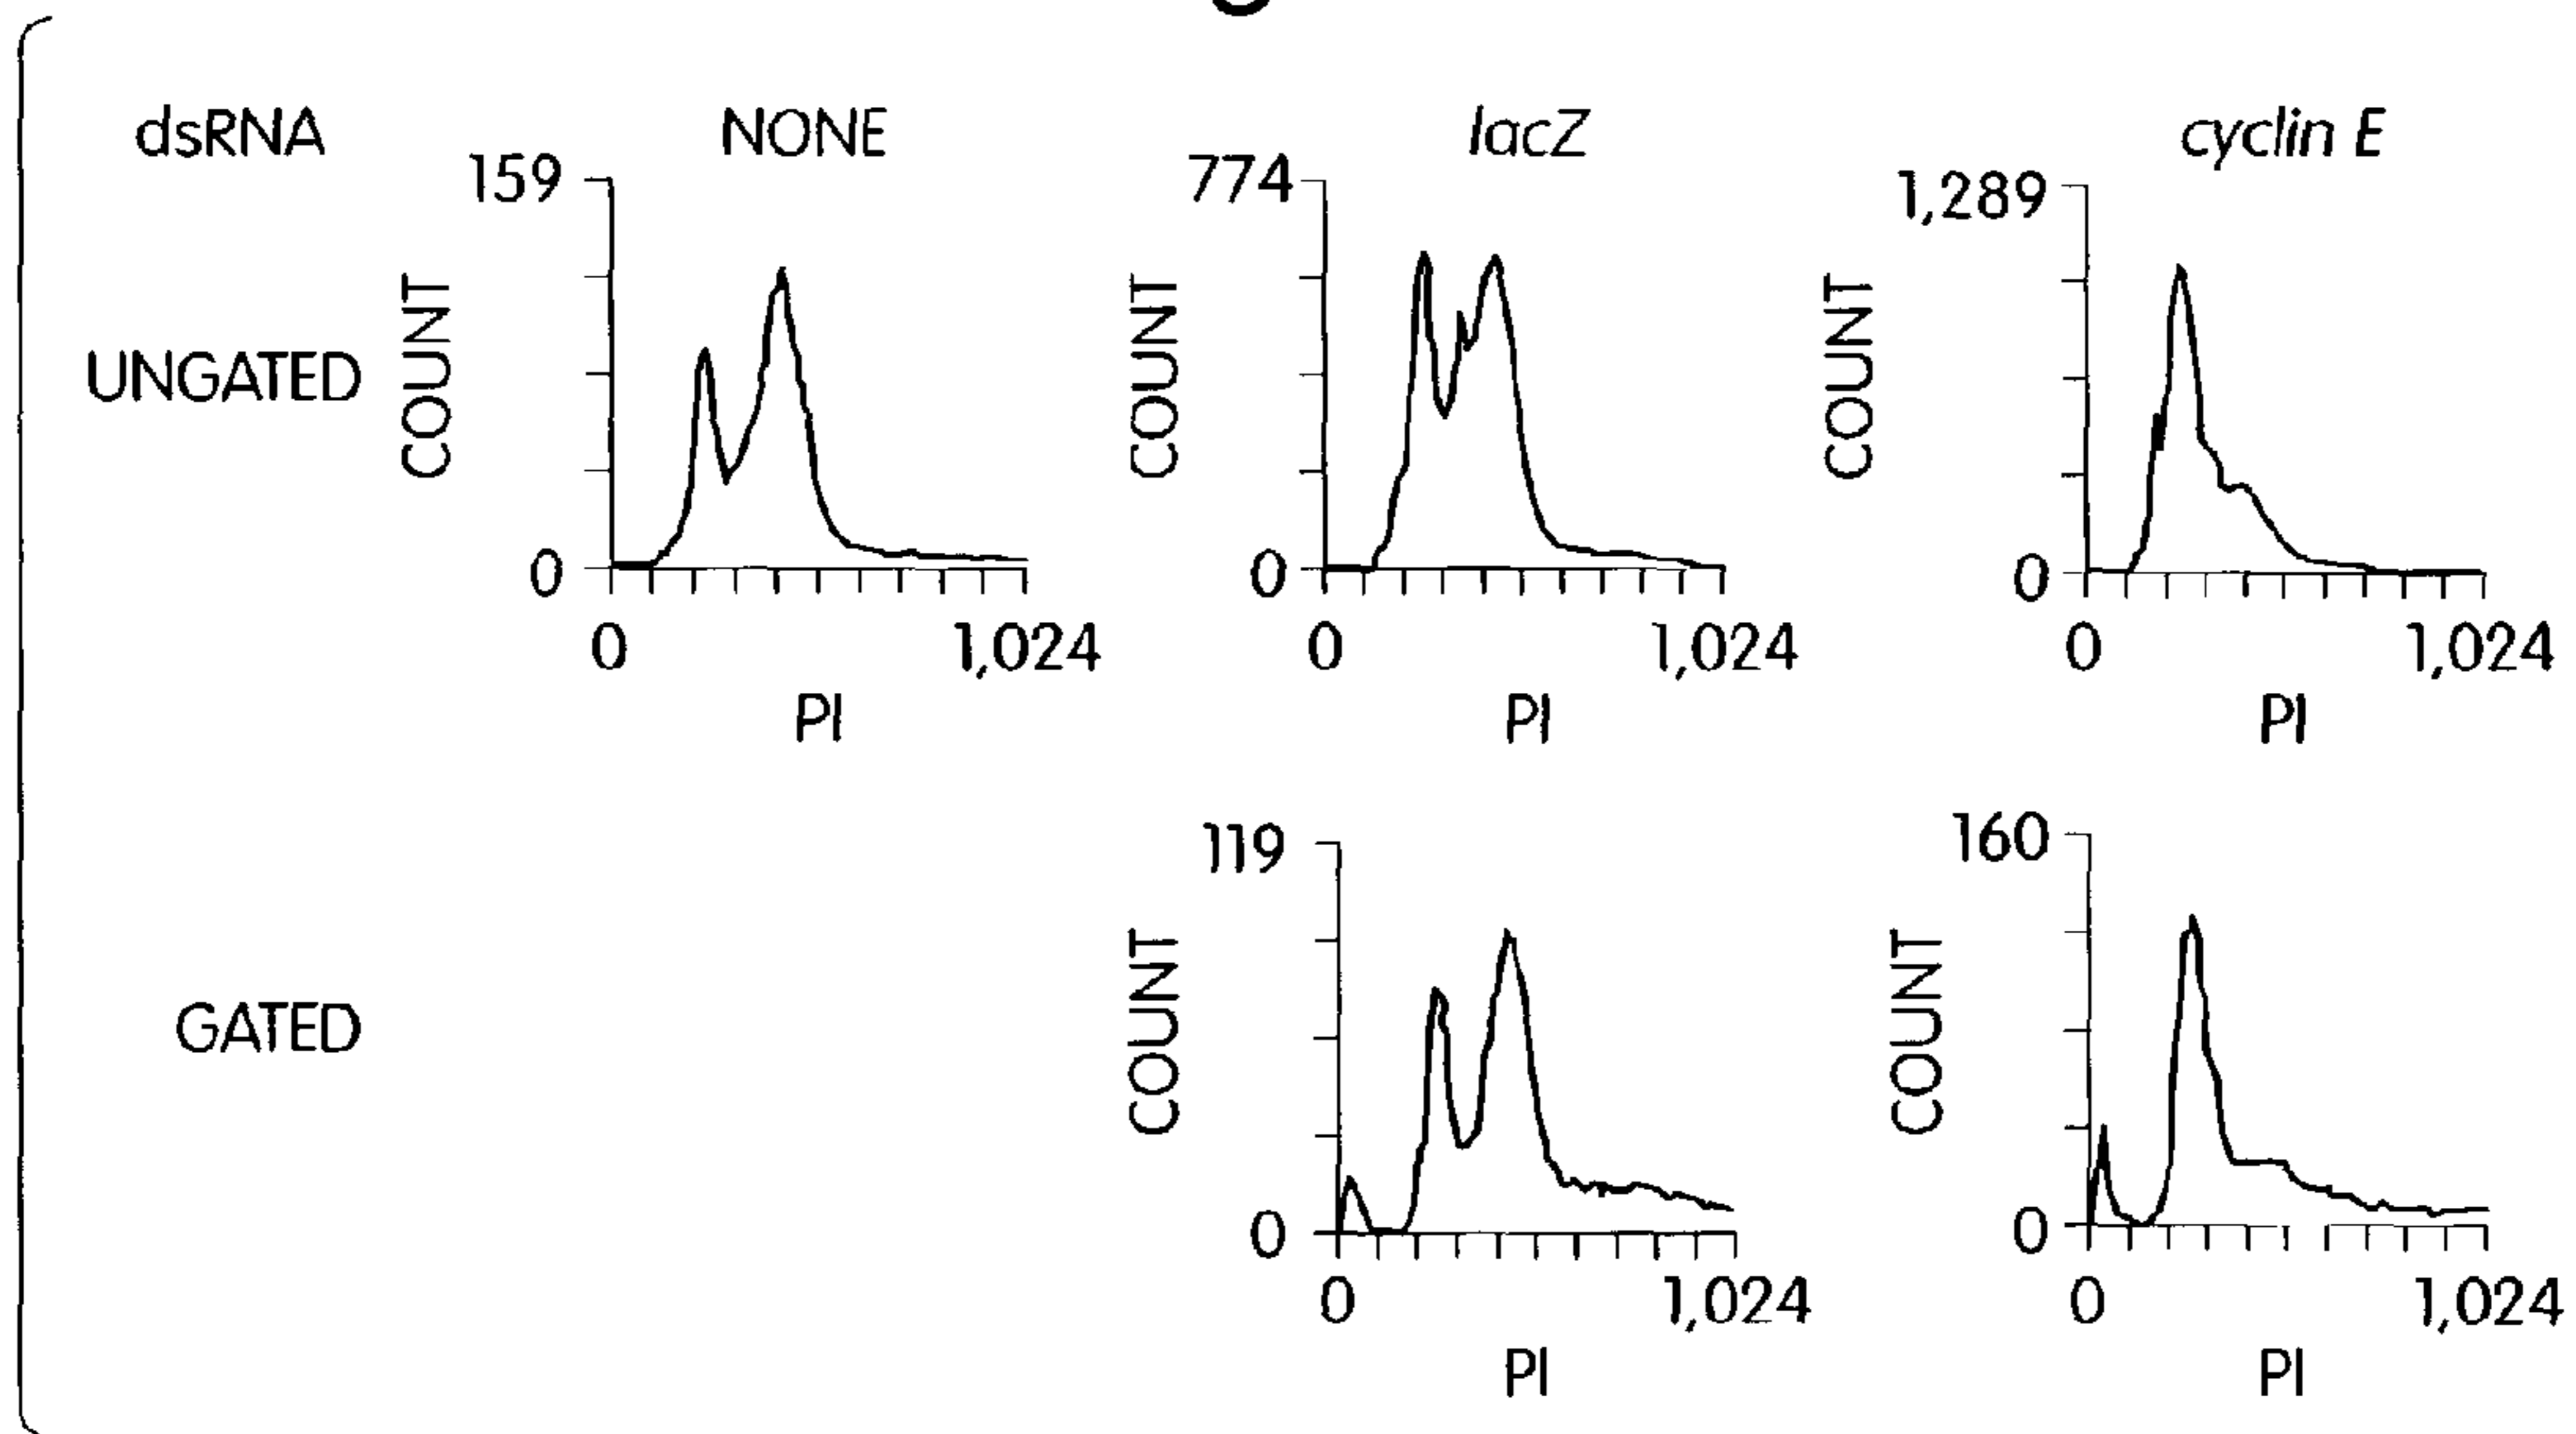 dsRNA NONE lacZ cyclin E
159 774 1,289
UNGATED COUNT COUNT COUNT
0 0 0
0 1,024 0 1,024 0 1,024
PI PI PI
119 160
GATED COUNT COUNT
0 0
0 1,024 0 1,024
PI PI